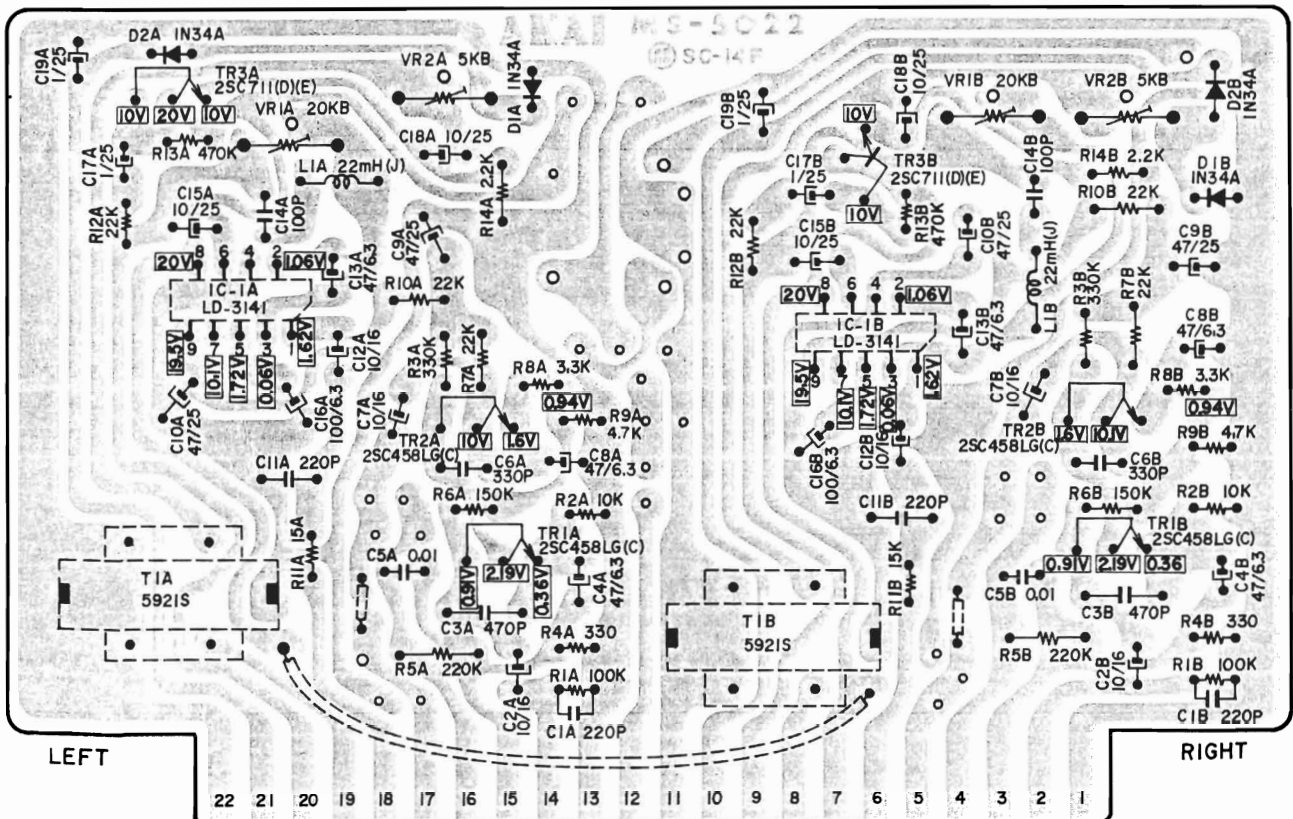 AKAI MS-5022
SC-14F
C19A
1/25
D2A 1N34A
TR3A
2SC711(D)(E)
10V 20V 10V
VR1A 20KB
R13A 470K
C17A
1/25
VR2A 5KB
D1A 1N34A
C18A 10/25
L1A 22mH(J)
R14A 2.2K
R12A
22K
C15A
10/25
C14A
100P
C9A
47/25
8 6 4 2
20V 1.06V
IC-1A
LD-3141
C13A
47/6.3
R10A 22K
9 7 5 3 1
19.5V 10.1V 1.72V 0.06V 1.62V
C12A
10/16
R3A
330K
R7A 22K
R8A 3.3K
0.94V
R9A
4.7K
C10A
47/25
C16A
100/6.3
C7A
10/16
TR2A
2SC458LG(C)
10V 1.6V
C6A
330P
C8A
47/6.3
C11A 220P
R6A 150K
R2A 10K
R11A 15A
C5A 0.01
TR1A
2SC458LG(C)
0.91V 2.19V 0.36V
C4A
47/6.3
T1A
5921S
C3A 470P
R4A 330
R5A 220K
R1A 100K
C2A
10/16
C1A 220P
C19B
1/25
C18B
10/25
VR1B 20KB
VR2B 5KB
D2B
1N34A
10V
TR3B
2SC711(D)(E)
10V
C17B
1/25
C14B
100P
R14B 2.2K
R10B 22K
D1B
1N34A
R12B 22K
C15B
10/25
R13B
470K
C10B
47/25
L1B 22mH(J)
C9B
47/25
8 6 4 2
20V 1.06V
IC-1B
LD-3141
C13B
47/6.3
R3B
330K
R7B
22K
C8B
47/6.3
9 7 5 3 1
19.5V 10.1V 1.72V 0.06V 1.62V
C7B
10/16
R8B 3.3K
0.94V
C16B
100/6.3
C12B
10/16
TR2B
2SC458LG(C)
1.6V 10.1V
R9B 4.7K
C6B
330P
C11B 220P
R6B 150K
R2B 10K
TR1B
2SC458LG(C)
R11B 15K
0.91V 2.19V 0.36
C5B 0.01
C4B
47/6.3
T1B
5921S
C3B 470P
R4B 330
R5B 220K
C2B
10/16
R1B 100K
C1B 220P
LEFT RIGHT
22 21 20 19 18 17 16 15 14 13 12 11 10 9 8 7 6 5 4 3 2 1